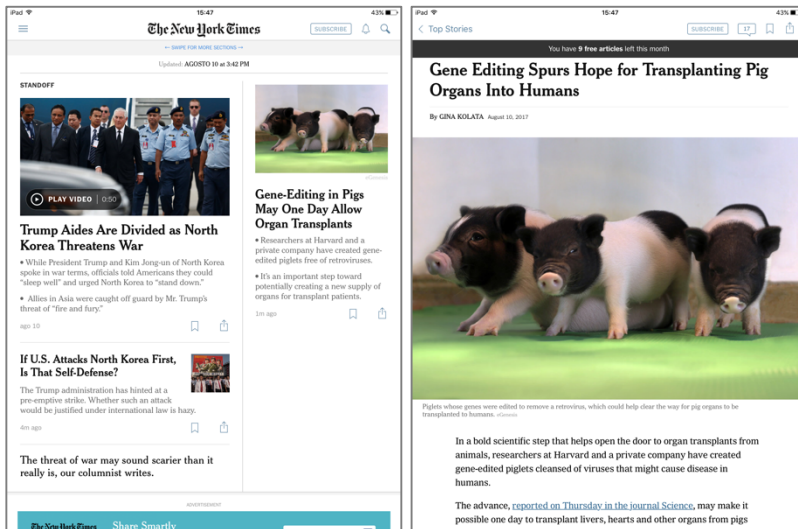 iPad 15:47 43%
The New York Times
SUBSCRIBE
← SWIPE FOR MORE SECTIONS →
Updated: AGOSTO 10 at 3:42 PM
STANDOFF
PLAY VIDEO 0:50
Trump Aides Are Divided as North
Korea Threatens War
• While President Trump and Kim Jong-un of North Korea
spoke in war terms, officials told Americans they could
“sleep well” and urged North Korea to “stand down.”
• Allies in Asia were caught off guard by Mr. Trump’s
threat of “fire and fury.”
ago 10
If U.S. Attacks North Korea First,
Is That Self-Defense?
The Trump administration has hinted at a
pre-emptive strike. Whether such an attack
would be justified under international law is hazy.
4m ago
The threat of war may sound scarier than it
really is, our columnist writes.
eGenesis
Gene-Editing in Pigs
May One Day Allow
Organ Transplants
• Researchers at Harvard and a
private company have created gene-
edited piglets free of retroviruses.
• It’s an important step toward
potentially creating a new supply of
organs for transplant patients.
1m ago
ADVERTISEMENT
The New York Times
Share Smartly
iPad 15:47 43%
Top Stories
SUBSCRIBE
17
You have 9 free articles left this month
Gene Editing Spurs Hope for Transplanting Pig
Organs Into Humans
By GINA KOLATA August 10, 2017
Piglets whose genes were edited to remove a retrovirus, which could help clear the way for pig organs to be
transplanted to humans. eGenesis
In a bold scientific step that helps open the door to organ transplants from
animals, researchers at Harvard and a private company have created
gene-edited piglets cleansed of viruses that might cause disease in
humans.
The advance, reported on Thursday in the journal Science, may make it
possible one day to transplant livers, hearts and other organs from pigs